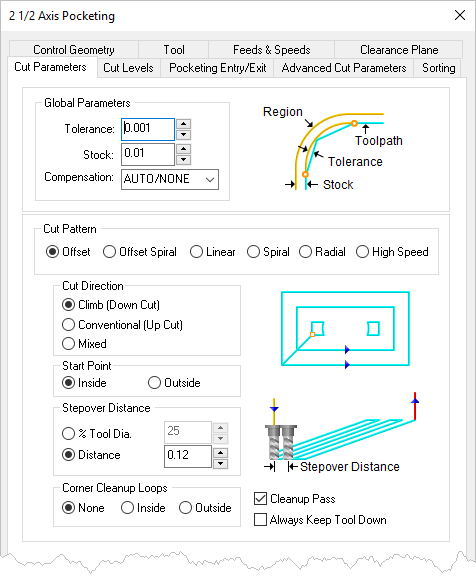 2 1/2 Axis Pocketing
Control Geometry Tool Feeds & Speeds Clearance Plane
Cut Parameters Cut Levels Pocketing Entry/Exit Advanced Cut Parameters Sorting
Global Parameters
Tolerance: 0.001
Stock: 0.01
Compensation: AUTO/NONE
Region
Toolpath
Tolerance
Stock
Cut Pattern
Offset Offset Spiral Linear Spiral Radial High Speed
Cut Direction
Climb (Down Cut)
Conventional (Up Cut)
Mixed
Start Point
Inside Outside
Stepover Distance
% Tool Dia. 25
Distance 0.12
Stepover Distance
Corner Cleanup Loops
None Inside Outside
Cleanup Pass
Always Keep Tool Down